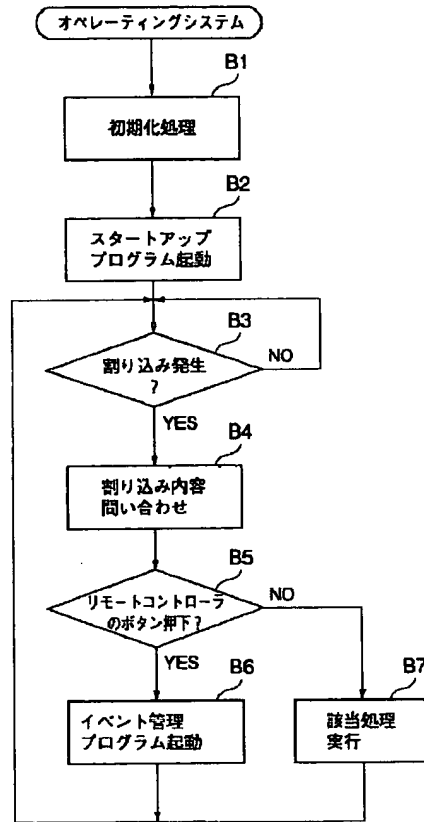 オペレーティングシステム
B1
初期化処理
B2
スタートアップ
プログラム起動
B3
割り込み発生
?
NO
YES
B4
割り込み内容
問い合わせ
B5
リモートコントローラ
のボタン押下?
NO
YES
B6
イベント管理
プログラム起動
B7
該当処理
実行